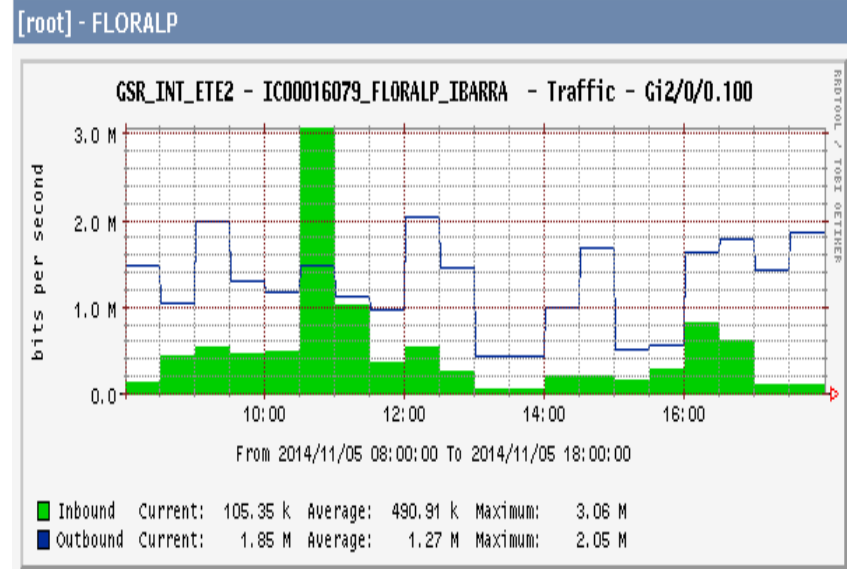 [root] - FLORALP
GSR_INT_ETE2 - IC00016079_FLORALP_IBARRA - Traffic - Gi2/0/0.100
RRDTOOL / TOBI OETIKER
bits per second
3.0 M
2.0 M
1.0 M
0.0
10:00 12:00 14:00 16:00
From 2014/11/05 08:00:00 To 2014/11/05 18:00:00
Inbound Current: 105.35 k Average: 490.91 k Maximum: 3.06 M
Outbound Current: 1.85 M Average: 1.27 M Maximum: 2.05 M